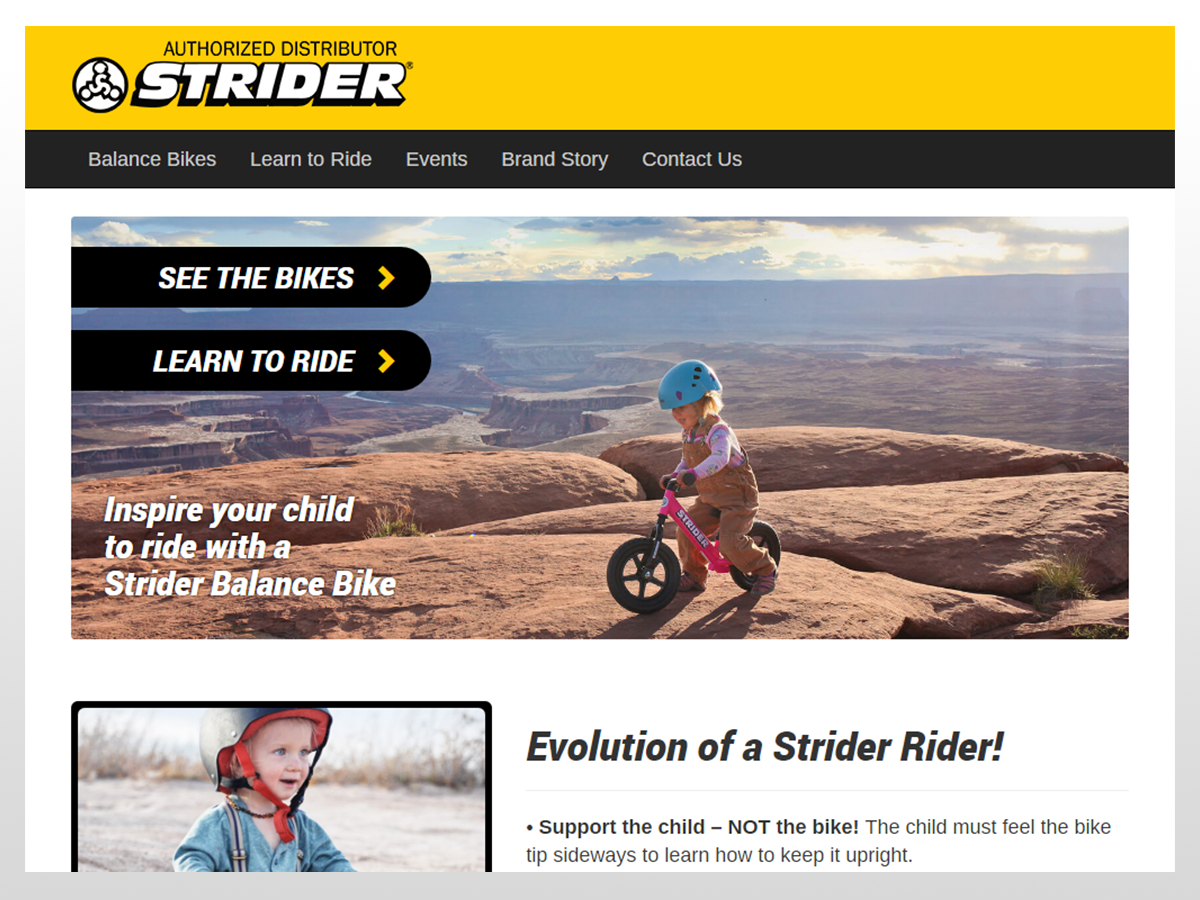 AUTHORIZED DISTRIBUTOR
STRIDER®
Balance Bikes Learn to Ride Events Brand Story Contact Us
SEE THE BIKES
LEARN TO RIDE
STRIDER
Inspire your child
to ride with a
Strider Balance Bike
Evolution of a Strider Rider!
• Support the child – NOT the bike! The child must feel the bike
tip sideways to learn how to keep it upright.